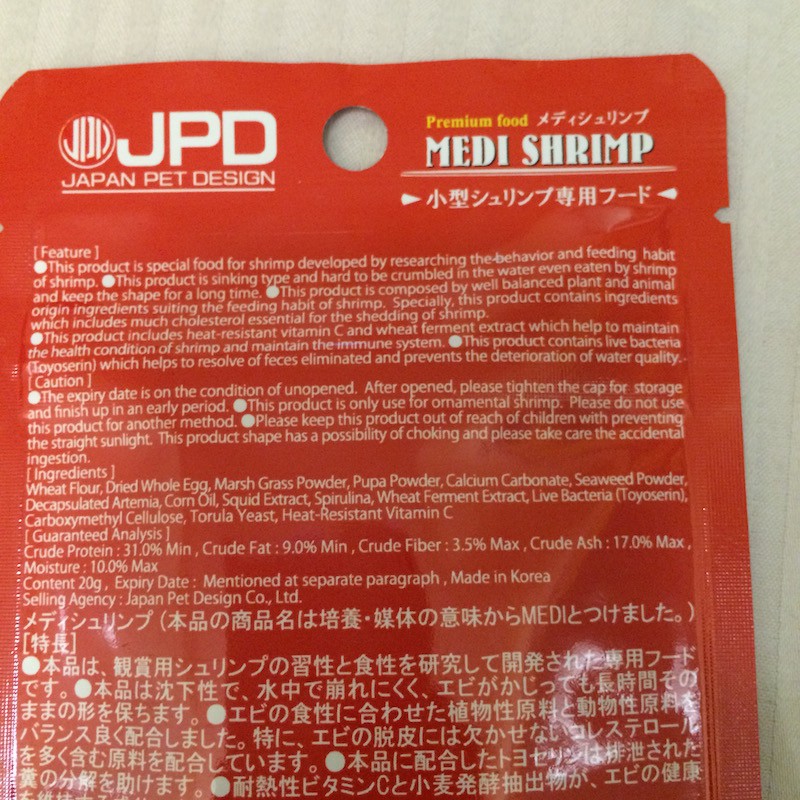 JPD
JAPAN PET DESIGN
Premium food メディシュリンプ
MEDI SHRIMP
小型シュリンプ専用フード
[ Feature ]
●This product is special food for shrimp developed by researching the behavior and feeding habit
of shrimp. ●This product is sinking type and hard to be crumbled in the water even eaten by shrimp
and keep the shape for a long time. ●This product is composed by well balanced plant and animal
origin ingredients suiting the feeding habit of shrimp. Specially, this product contains ingredients
which includes much cholesterol essential for the shedding of shrimp.
●This product includes heat-resistant vitamin C and wheat ferment extract which help to maintain
the health condition of shrimp and maintain the immune system. ●This product contains live bacteria
(Toyoserin) which helps to resolve of feces eliminated and prevents the deterioration of water quality.
[ Caution ]
●The expiry date is on the condition of unopened. After opened, please tighten the cap for storage
and finish up in an early period. ●This product is only use for ornamental shrimp. Please do not use
this product for another method. ●Please keep this product out of reach of children with preventing
the straight sunlight. This product shape has a possibility of choking and please take care the accidental
ingestion.
[ Ingredients ]
Wheat Flour, Dried Whole Egg, Marsh Grass Powder, Pupa Powder, Calcium Carbonate, Seaweed Powder,
Decapsulated Artemia, Corn Oil, Squid Extract, Spirulina, Wheat Ferment Extract, Live Bacteria (Toyoserin),
Carboxymethyl Cellulose, Torula Yeast, Heat-Resistant Vitamin C
[ Guaranteed Analysis ]
Crude Protein : 31.0% Min , Crude Fat : 9.0% Min , Crude Fiber : 3.5% Max , Crude Ash : 17.0% Max ,
Moisture : 10.0% Max
Content 20g , Expiry Date : Mentioned at separate paragraph , Made in Korea
Selling Agency : Japan Pet Design Co., Ltd.
メディシュリンプ (本品の商品名は培養・媒体の意味からMEDIとつけました。)
[特長]
●本品は、観賞用シュリンプの習性と食性を研究して開発された専用フード
です。●本品は沈下性で、水中で崩れにくく、エビがかじっても長時間その
ままの形を保ちます。●エビの食性に合わせた植物性原料と動物性原料を
バランス良く配合しました。特に、エビの脱皮には欠かせないコレステロール
を多く含む原料を配合しています。●本品に配合したトヨセリンは排泄された
糞の分解を助けます。●耐熱性ビタミンCと小麦発酵抽出物が、エビの健康